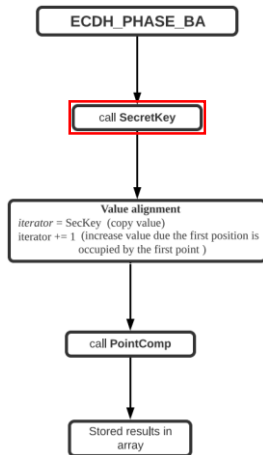 ECDH_PHASE_BA
call SecretKey
Value alignment
iterator = SecKey (copy value)
iterator += 1 (increase value due the first position is
occupied by the first point )
call PointComp
Stored results in
array